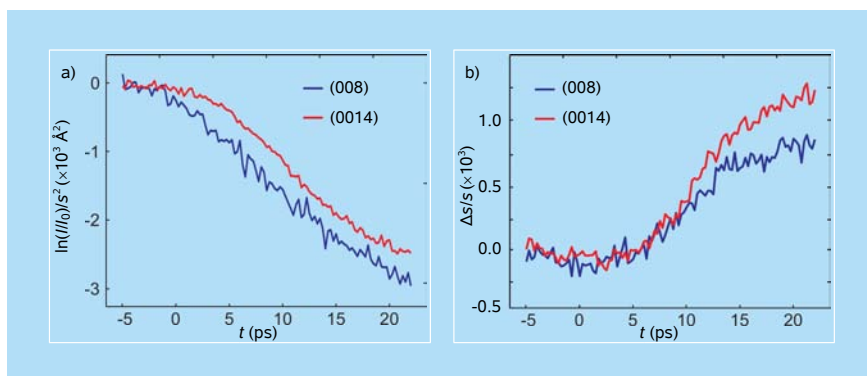 a)
(008)
(0014)
ln(I/I₀)/s² (×10³ Å²)
0
-1
-2
-3
-5 0 5 10 15 20
t (ps)
b)
(008)
(0014)
Δs/s (×10³)
1.0
0.5
0.0
-0.5
-5 0 5 10 15 20
t (ps)